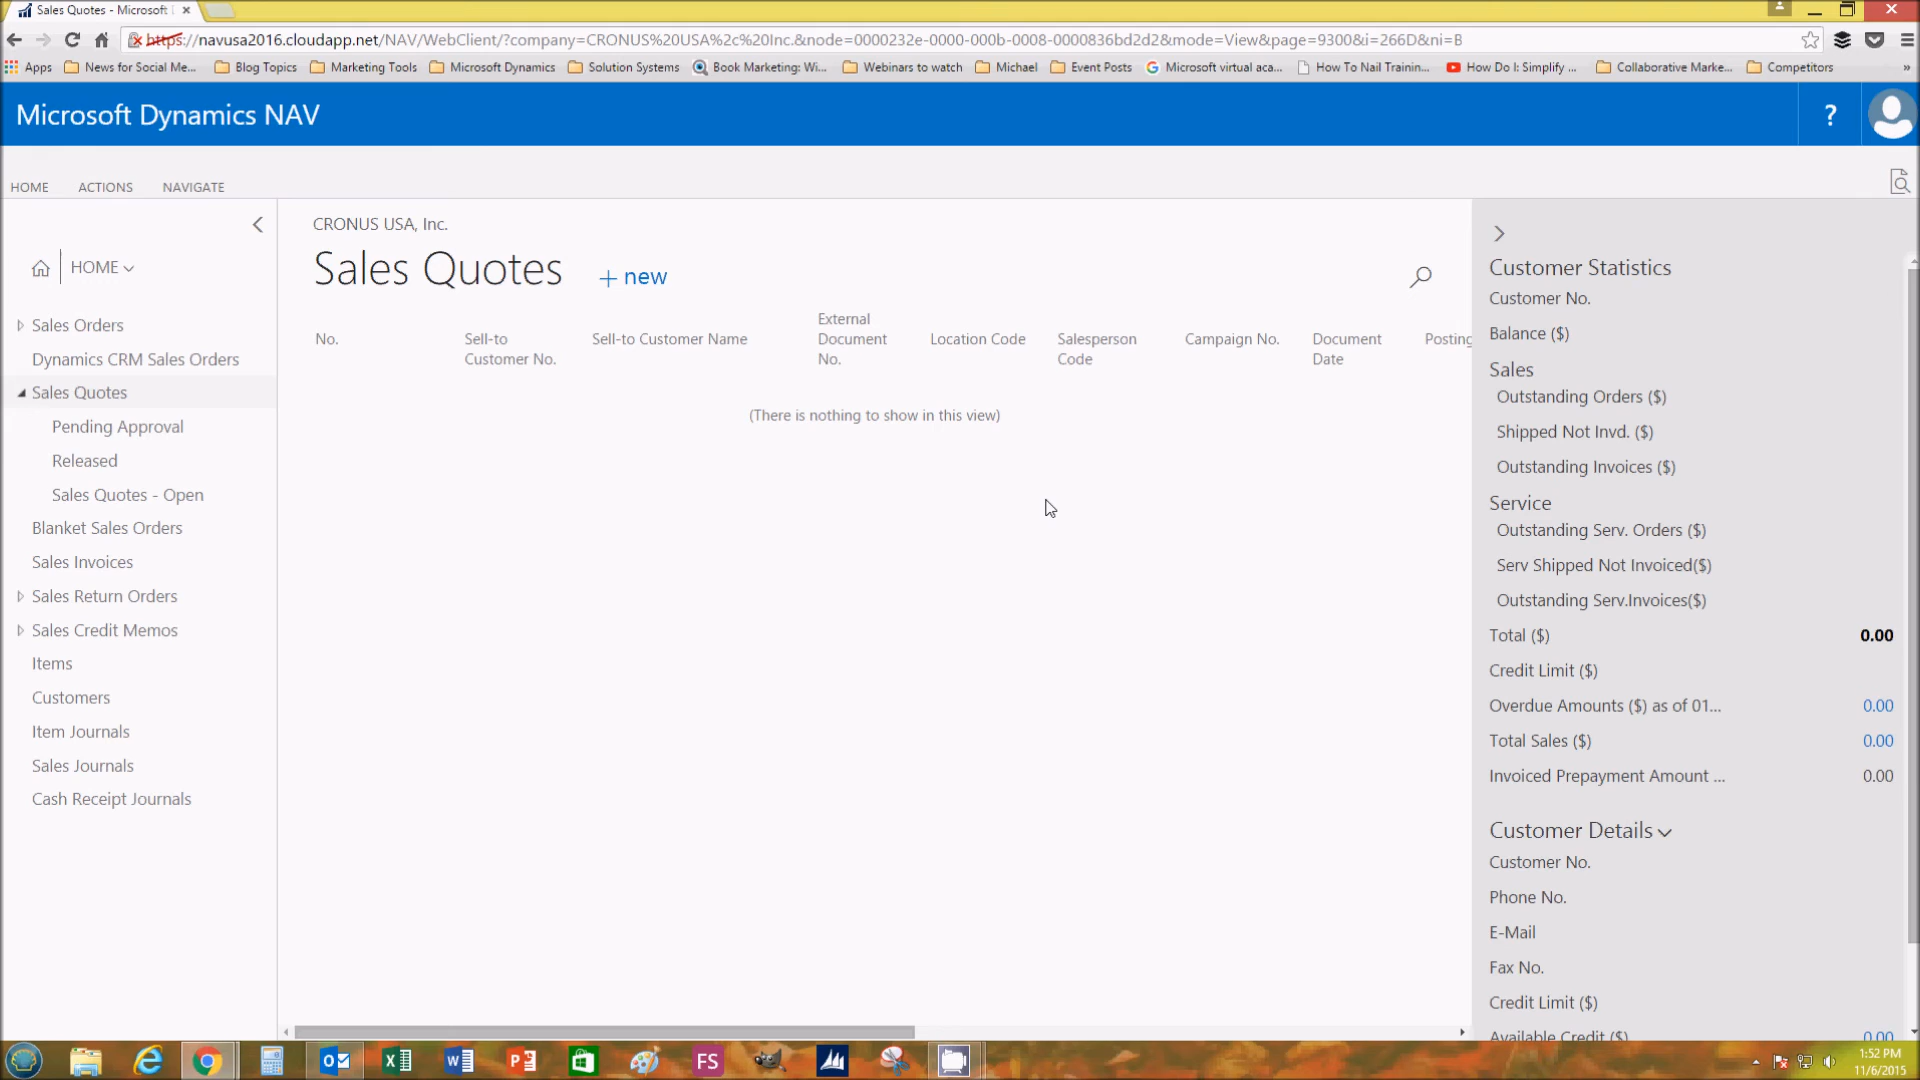 Sales Quotes - Microsoft
https://navusa2016.cloudapp.net/NAV/WebClient/?company=CRONUS%20USA%2c%20Inc.&node=0000232e-0000-000b-0008-0000836bd2d2&mode=View&page=9300&i=266D&ni=B
Apps News for Social Me... Blog Topics Marketing Tools Microsoft Dynamics Solution Systems Book Marketing: Wi... Webinars to watch Michael Event Posts Microsoft virtual aca... How To Nail Trainin... How Do I: Simplify ... Collaborative Marke... Competitors »
Microsoft Dynamics NAV ?
HOME ACTIONS NAVIGATE
HOME
Sales Orders
Dynamics CRM Sales Orders
Sales Quotes
Pending Approval
Released
Sales Quotes - Open
Blanket Sales Orders
Sales Invoices
Sales Return Orders
Sales Credit Memos
Items
Customers
Item Journals
Sales Journals
Cash Receipt Journals
CRONUS USA, Inc.
Sales Quotes + new
No.
Sell-to
Customer No.
Sell-to Customer Name
External
Document
No.
Location Code
Salesperson
Code
Campaign No.
Document
Date
Posting
(There is nothing to show in this view)
Customer Statistics
Customer No.
Balance ($)
Sales
Outstanding Orders ($)
Shipped Not Invd. ($)
Outstanding Invoices ($)
Service
Outstanding Serv. Orders ($)
Serv Shipped Not Invoiced($)
Outstanding Serv.Invoices($)
Total ($) 0.00
Credit Limit ($)
Overdue Amounts ($) as of 01... 0.00
Total Sales ($) 0.00
Invoiced Prepayment Amount ... 0.00
Customer Details
Customer No.
Phone No.
E-Mail
Fax No.
Credit Limit ($)
Available Credit ($) 0.00
FS
1:52 PM
11/6/2015